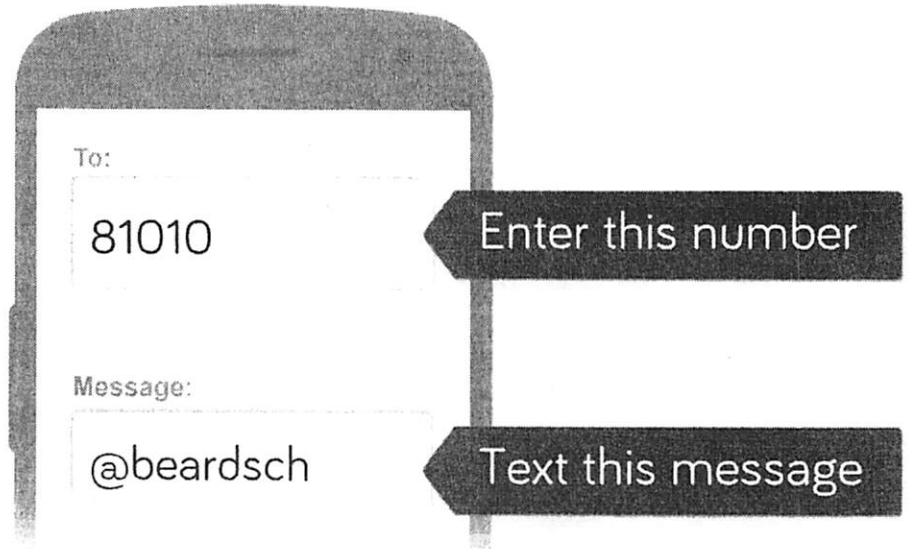 To:
81010
Enter this number
Message:
@beardsch
Text this message